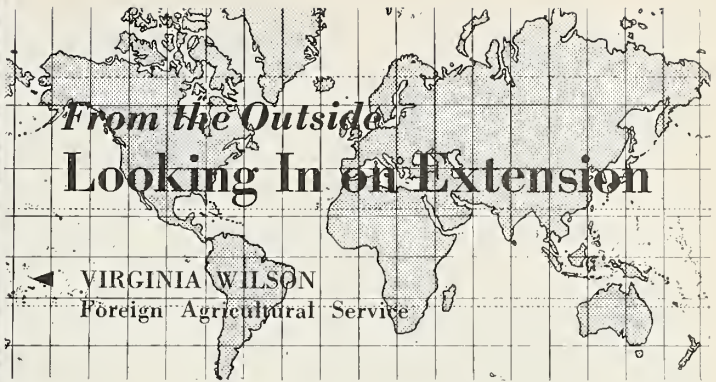 From the Outside
Looking In on Extension
VIRGINIA WILSON
Foreign Agricultural Service